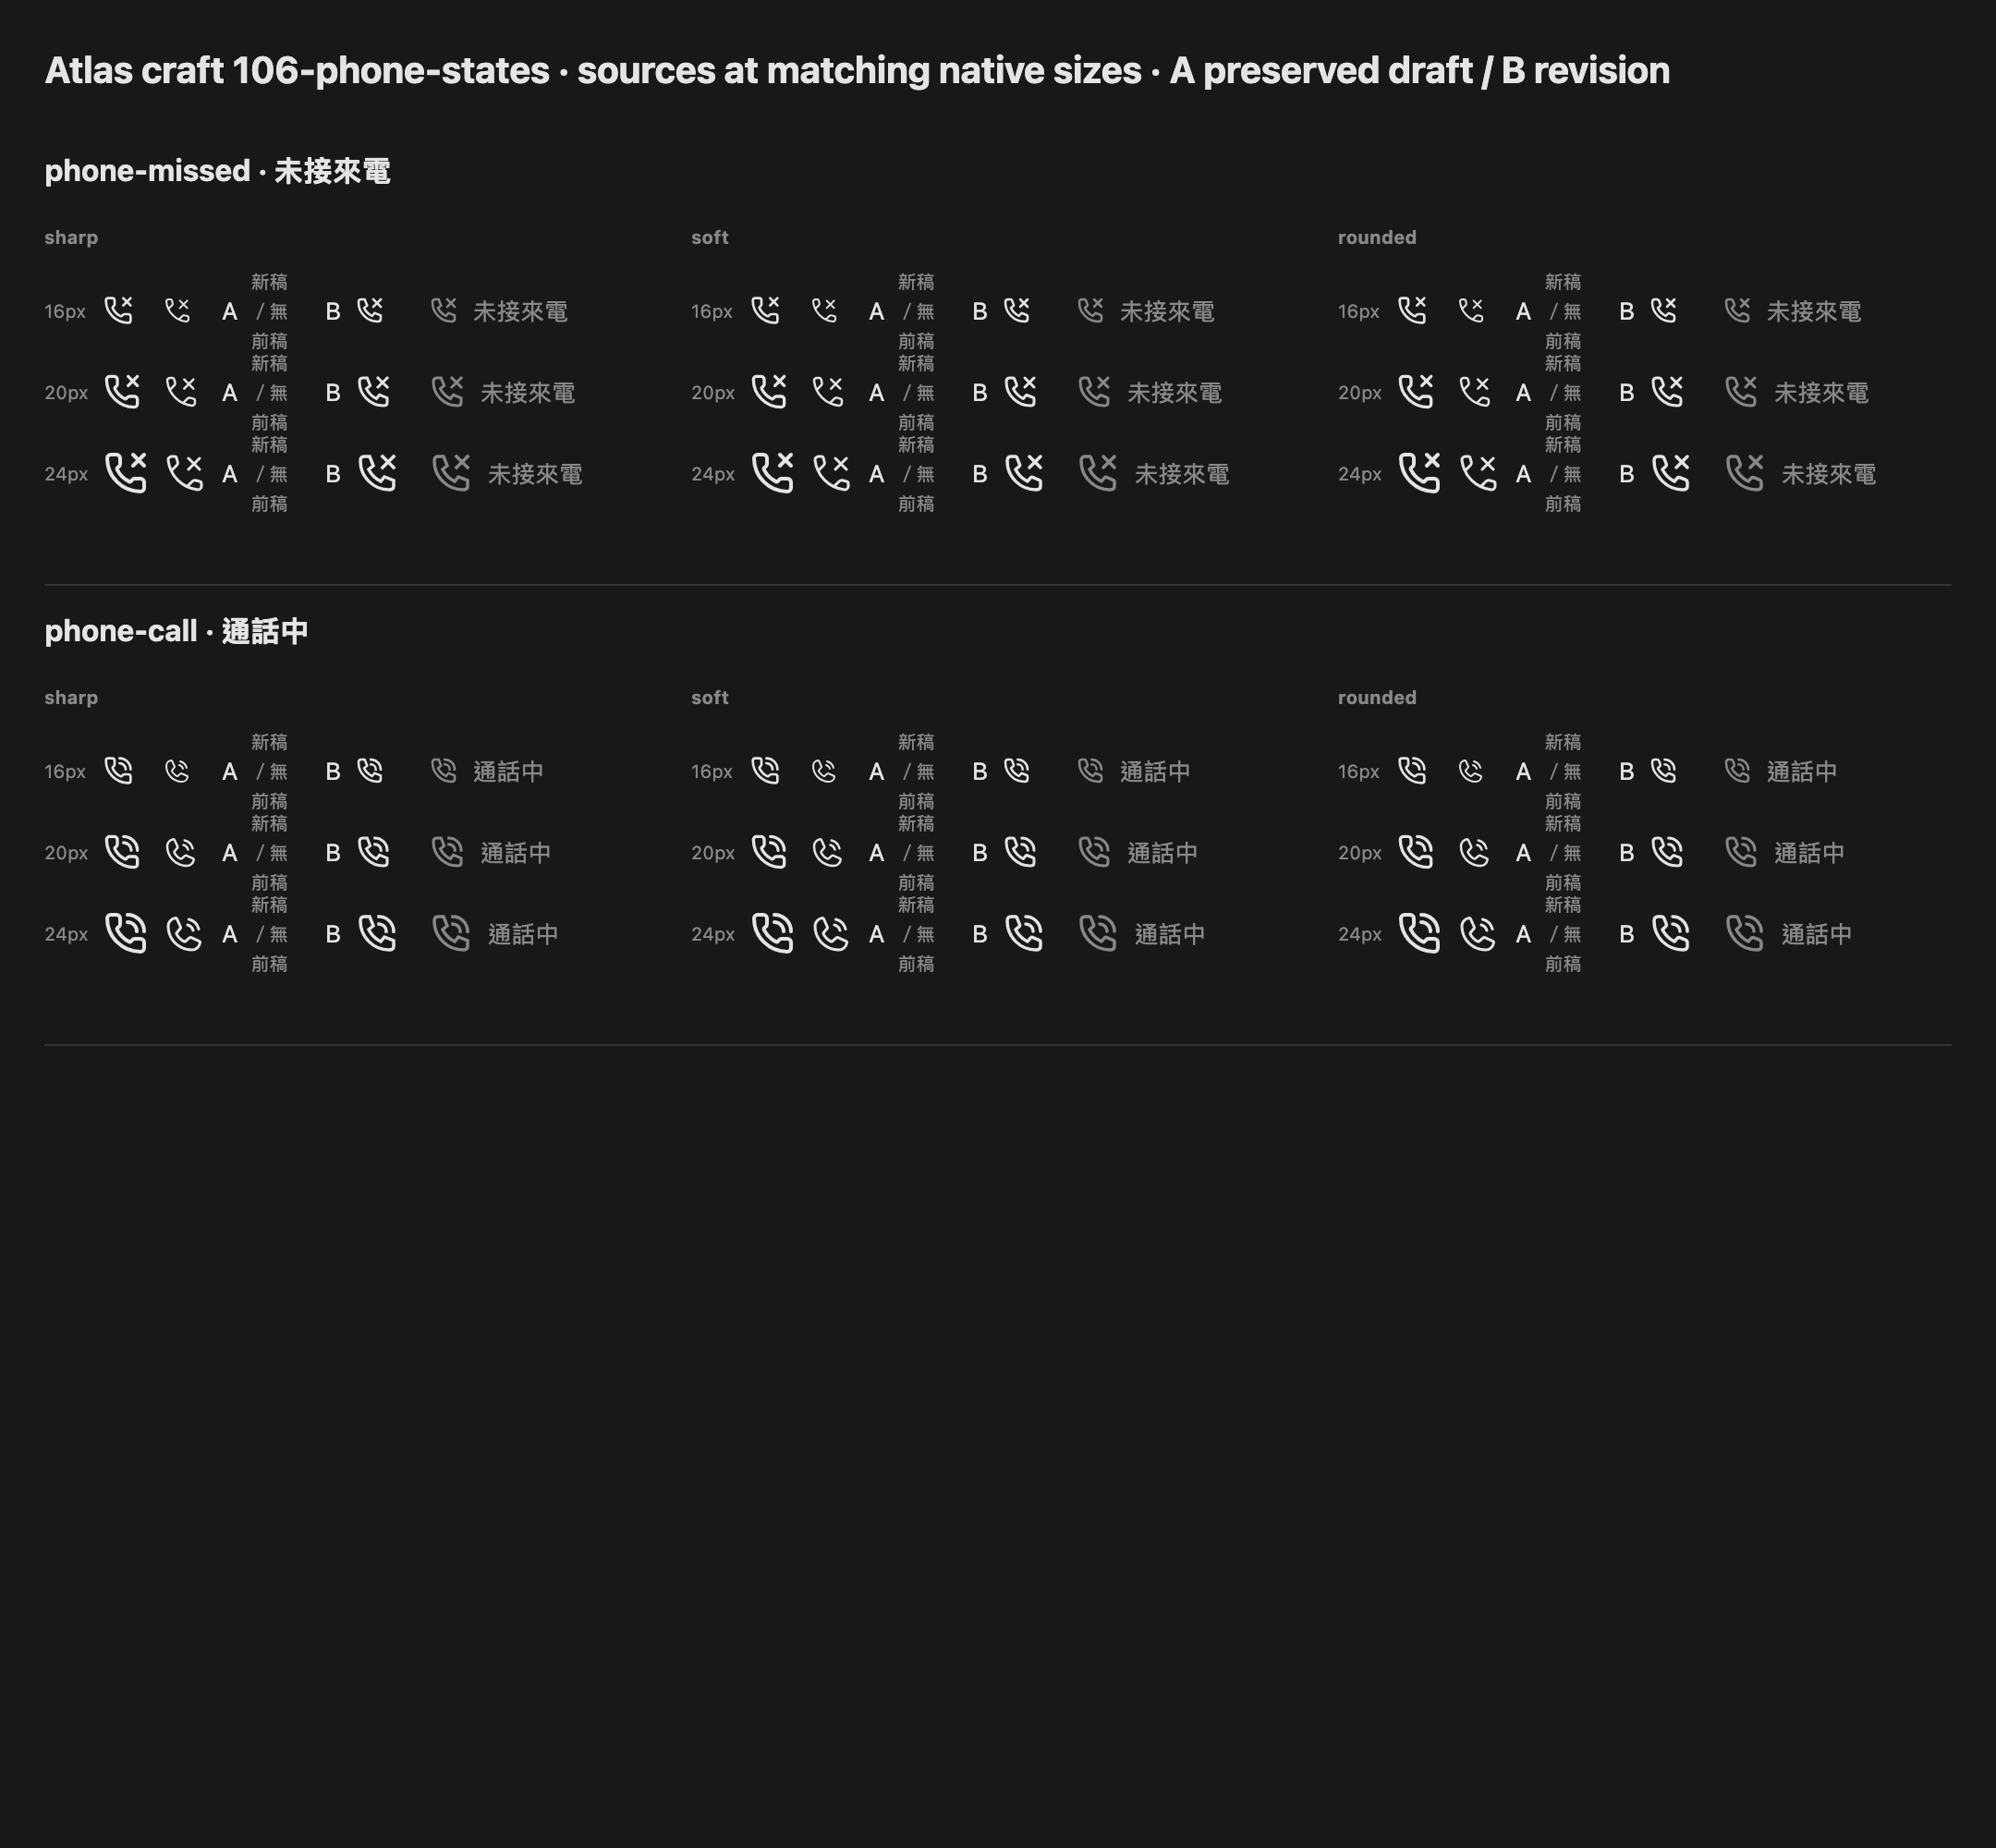 Atlas craft 106-phone-states · sources at matching native sizes · A preserved draft / B revision
phone-missed · 未接來電
sharp
16px A 新稿 / 無前稿 B 未接來電
20px A 新稿 / 無前稿 B 未接來電
24px A 新稿 / 無前稿 B 未接來電
soft
16px A 新稿 / 無前稿 B 未接來電
20px A 新稿 / 無前稿 B 未接來電
24px A 新稿 / 無前稿 B 未接來電
rounded
16px A 新稿 / 無前稿 B 未接來電
20px A 新稿 / 無前稿 B 未接來電
24px A 新稿 / 無前稿 B 未接來電
phone-call · 通話中
sharp
16px A 新稿 / 無前稿 B 通話中
20px A 新稿 / 無前稿 B 通話中
24px A 新稿 / 無前稿 B 通話中
soft
16px A 新稿 / 無前稿 B 通話中
20px A 新稿 / 無前稿 B 通話中
24px A 新稿 / 無前稿 B 通話中
rounded
16px A 新稿 / 無前稿 B 通話中
20px A 新稿 / 無前稿 B 通話中
24px A 新稿 / 無前稿 B 通話中